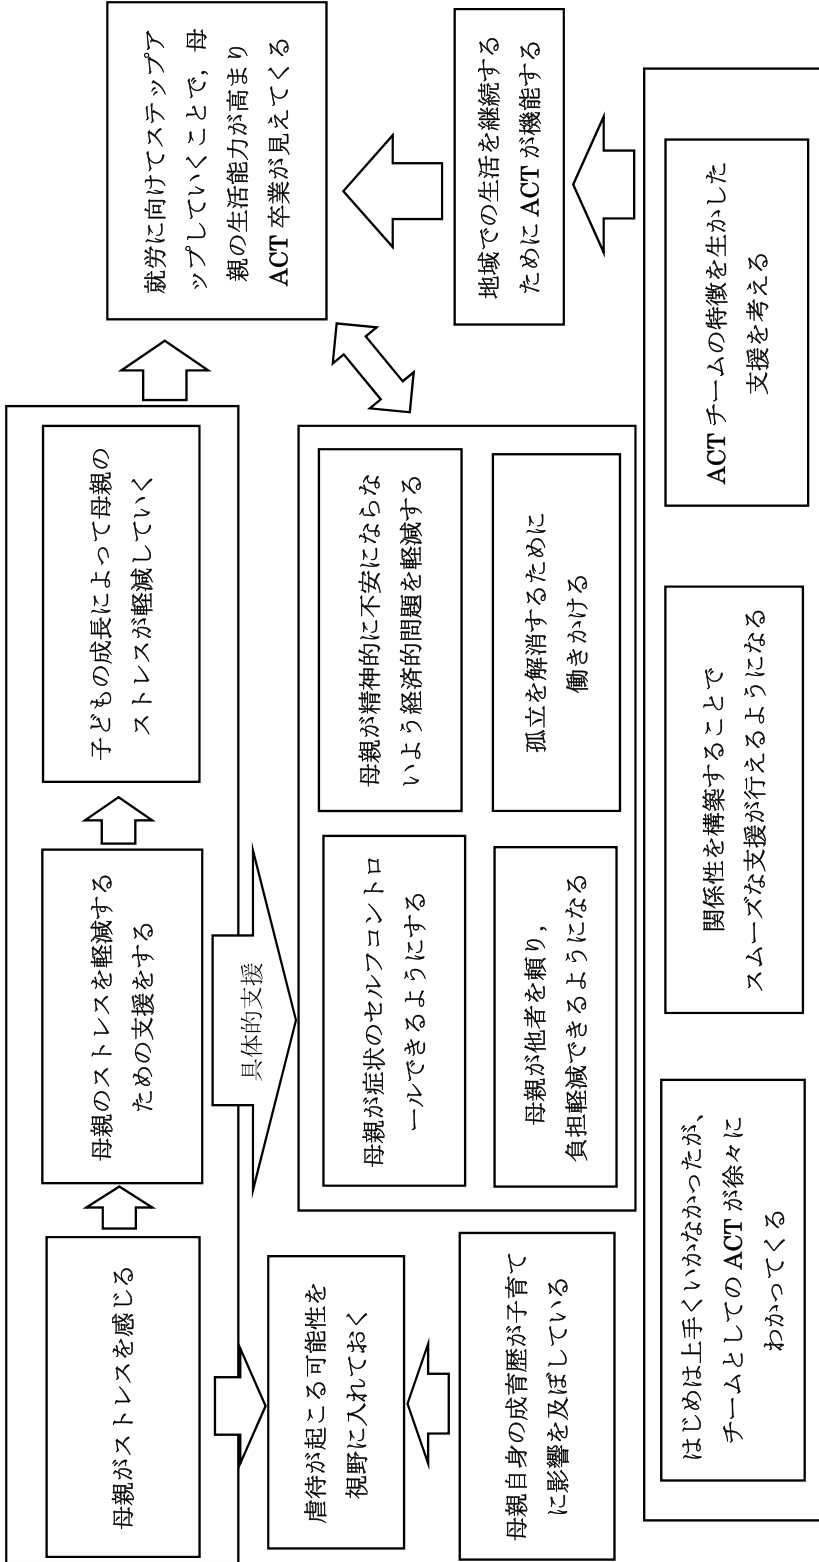 母親がストレスを感じる
母親のストレスを軽減する
ための支援をする
子どもの成長によって母親の
ストレスが軽減していく
就労に向けてステップア
ップしていくことで，母
親の生活能力が高まり
ACT 卒業が見えてくる
具体的支援
虐待が起こる可能性を
視野に入れておく
母親が症状のセルフコントロ
ールできるようにする
母親が精神的に不安にならな
いよう経済的問題を軽減する
母親自身の成育歴が子育て
に影響を及ぼしている
母親が他者を頼り，
負担軽減できるようになる
孤立を解消するために
働きかける
地域での生活を継続する
ために ACT が機能する
はじめは上手くいかなかったが、
チームとしての ACT が徐々に
わかってくる
関係性を構築することで
スムーズな支援が行えるようになる
ACT チームの特徴を生かした
支援を考える